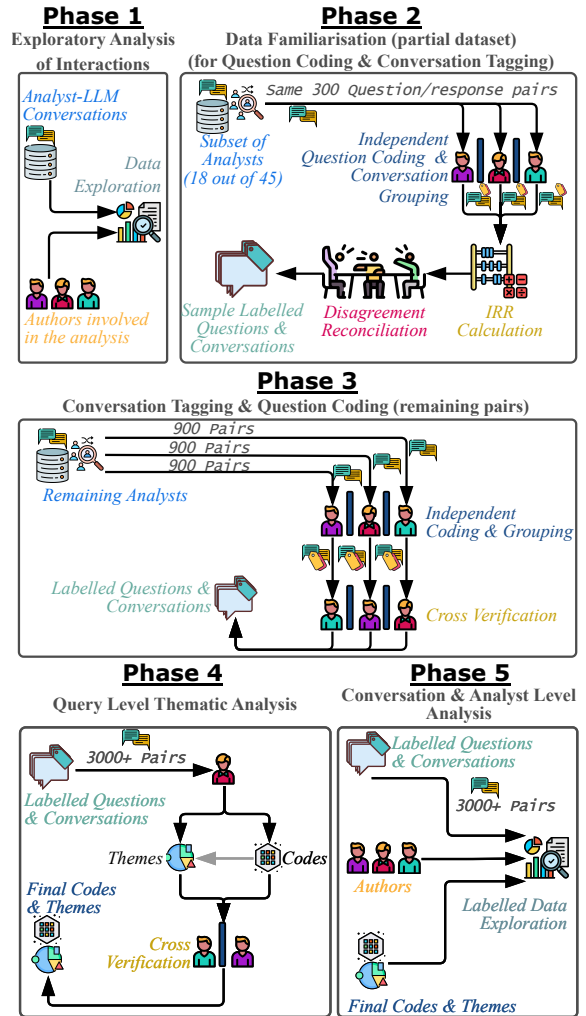 Phase 1
Exploratory Analysis
of Interactions
Analyst-LLM
Conversations
Data
Exploration
Authors involved
in the analysis
Phase 2
Data Familiarisation (partial dataset)
(for Question Coding & Conversation Tagging)
Same 300 Question/response pairs
Subset of
Analysts
(18 out of 45)
Independent
Question Coding &
Conversation
Grouping
Sample Labelled
Questions &
Conversations
Disagreement
Reconciliation
IRR
Calculation
Phase 3
Conversation Tagging & Question Coding (remaining pairs)
900 Pairs
900 Pairs
900 Pairs
Remaining Analysts
Independent
Coding & Grouping
Labelled Questions &
Conversations
Cross Verification
Phase 4
Query Level Thematic Analysis
3000+ Pairs
Labelled Questions
& Conversations
Themes
Codes
Final Codes
& Themes
Cross
Verification
Phase 5
Conversation & Analyst Level
Analysis
Labelled Questions
& Conversations
3000+ Pairs
Authors
Labelled Data
Exploration
Final Codes & Themes